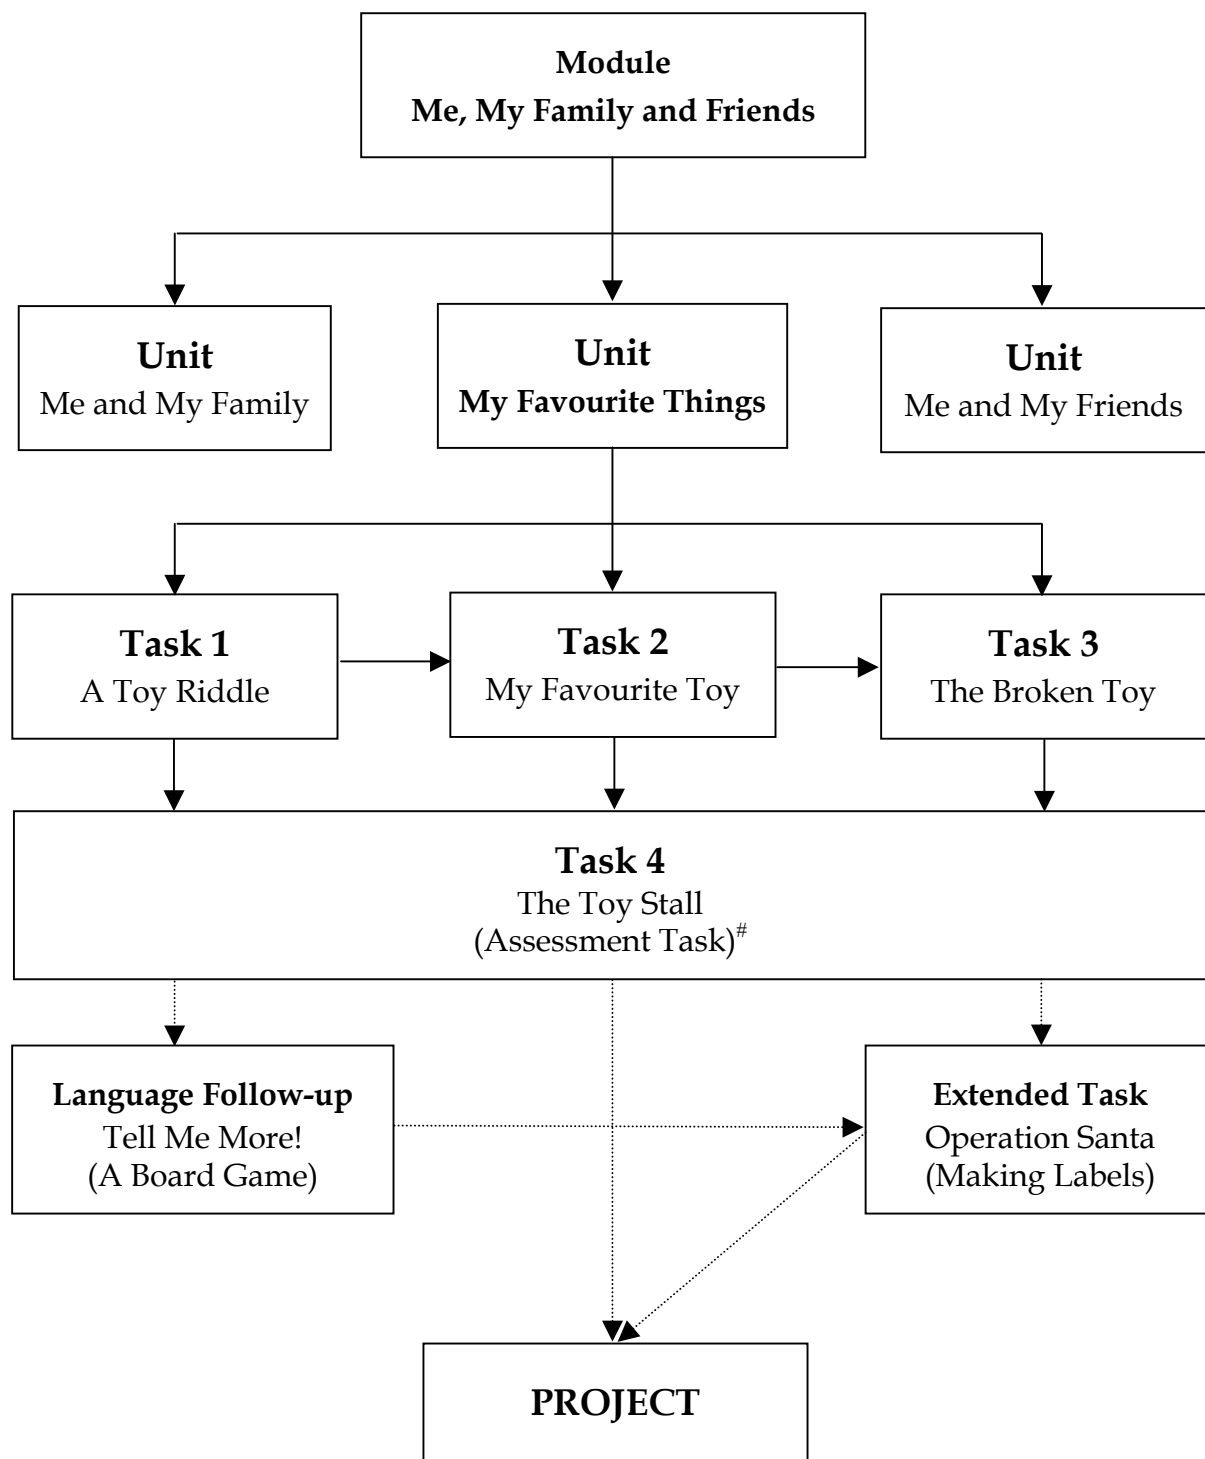 Module
Me, My Family and Friends
Unit
Me and My Family
Unit
My Favourite Things
Unit
Me and My Friends
Task 1
A Toy Riddle
Task 2
My Favourite Toy
Task 3
The Broken Toy
Task 4
The Toy Stall
(Assessment Task)#
Language Follow-up
Tell Me More!
(A Board Game)
Extended Task
Operation Santa
(Making Labels)
PROJECT